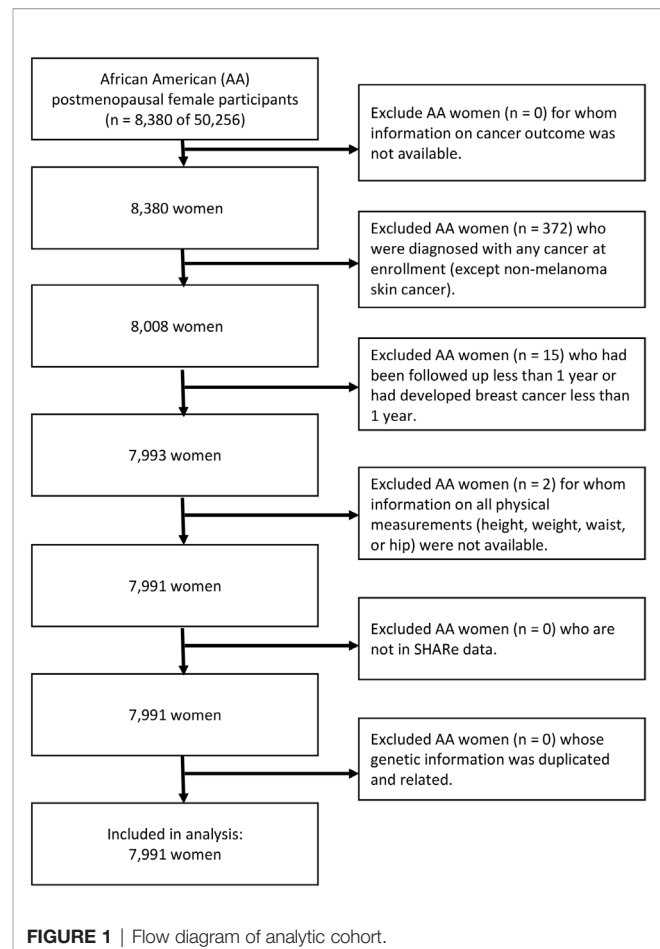 African American (AA)
postmenopausal female participants
(n = 8,380 of 50,256)
Exclude AA women (n = 0) for whom
information on cancer outcome was
not available.
8,380 women
Excluded AA women (n = 372) who
were diagnosed with any cancer at
enrollment (except non-melanoma
skin cancer).
8,008 women
Excluded AA women (n = 15) who had
been followed up less than 1 year or
had developed breast cancer less than
1 year.
7,993 women
Excluded AA women (n = 2) for whom
information on all physical
measurements (height, weight, waist,
or hip) were not available.
7,991 women
Excluded AA women (n = 0) who are
not in SHARe data.
7,991 women
Excluded AA women (n = 0) whose
genetic information was duplicated
and related.
Included in analysis:
7,991 women
FIGURE 1 | Flow diagram of analytic cohort.